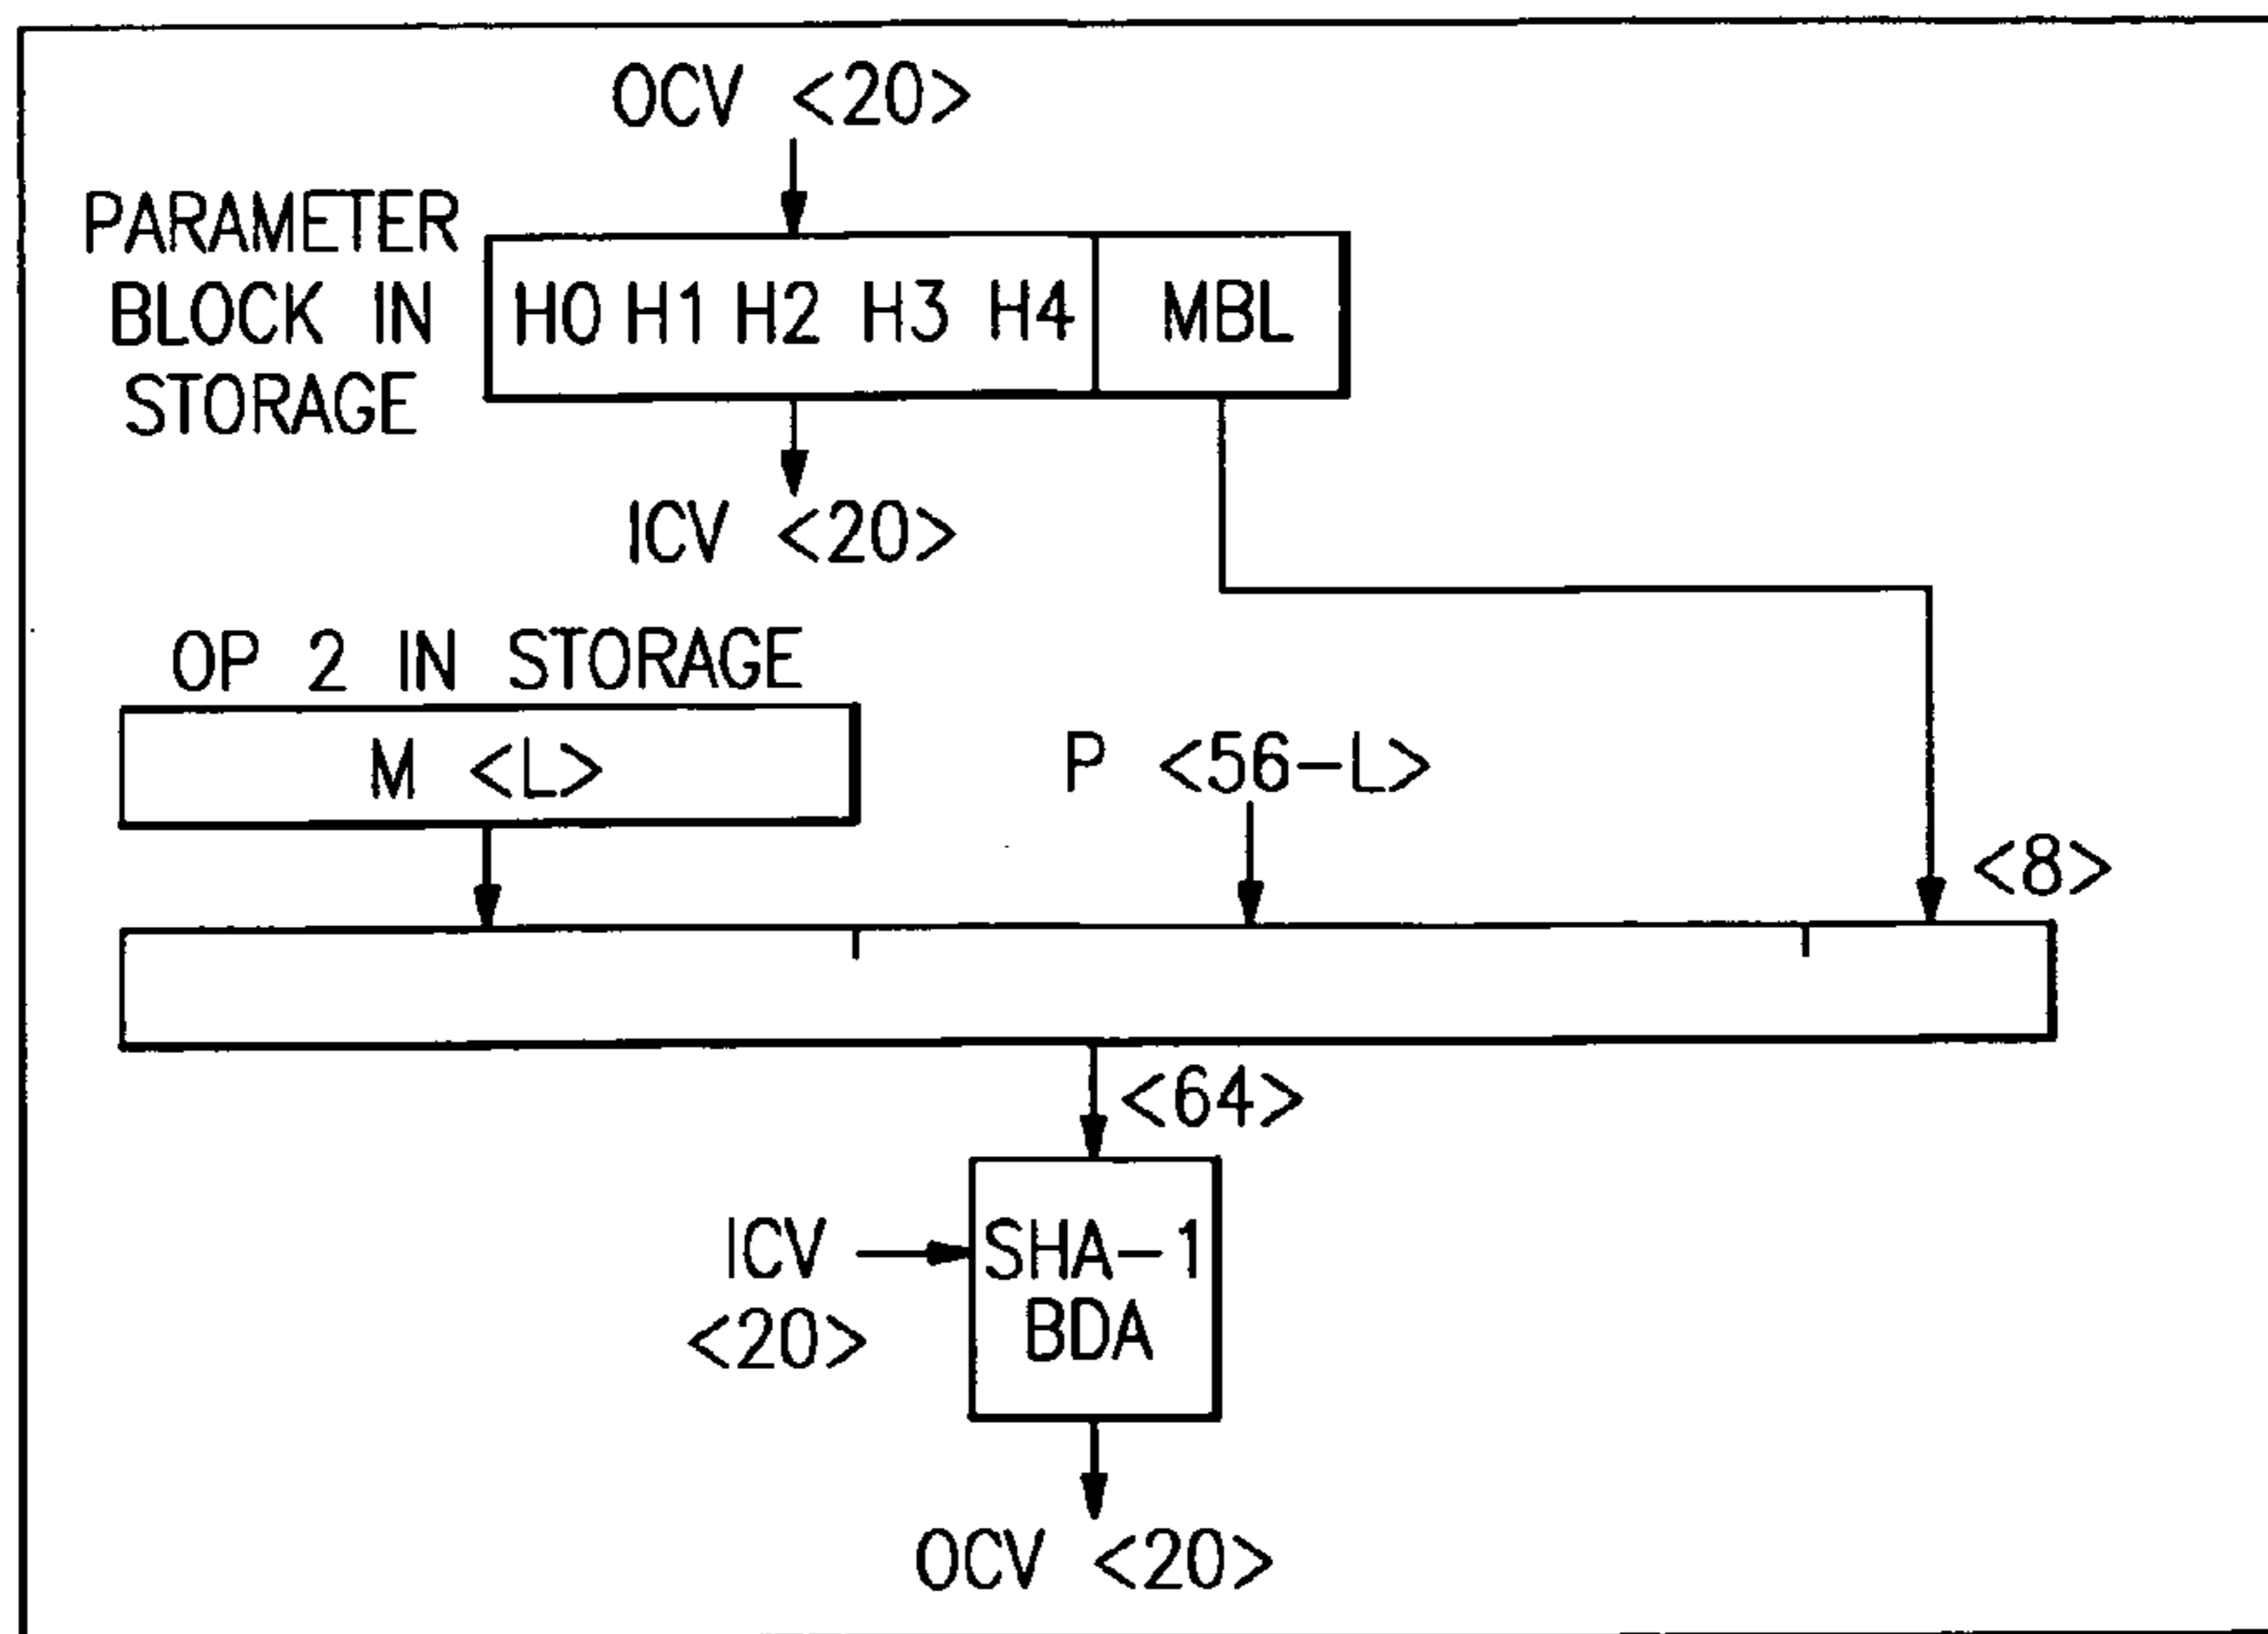 OCV <20>
PARAMETER
BLOCK IN
STORAGE
H0 H1 H2 H3 H4 MBL
ICV <20>
OP 2 IN STORAGE
M <L>
P <56-L>
<8>
<64>
ICV
<20>
SHA-1
BDA
OCV <20>